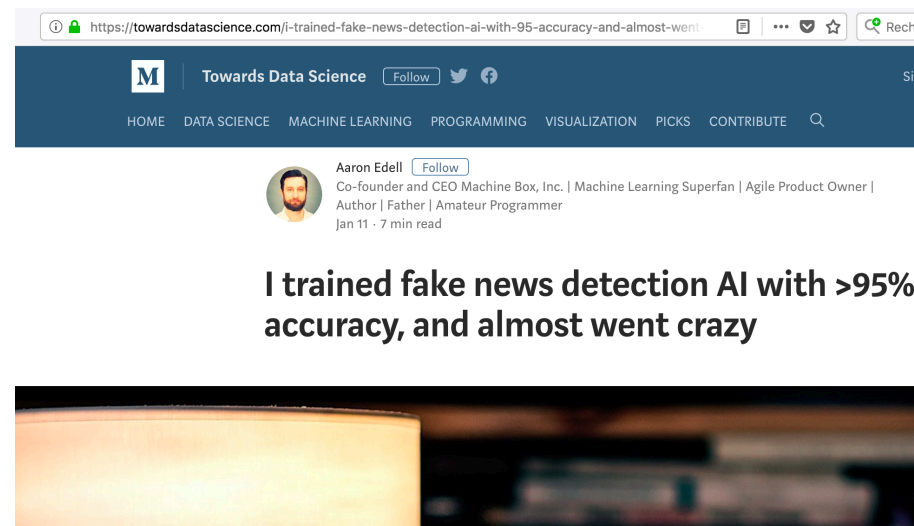 https://towardsdatascience.com/i-trained-fake-news-detection-ai-with-95-accuracy-and-almost-went- ••• Rech
M Towards Data Science Follow Si
HOME DATA SCIENCE MACHINE LEARNING PROGRAMMING VISUALIZATION PICKS CONTRIBUTE
Aaron Edell Follow
Co-founder and CEO Machine Box, Inc. | Machine Learning Superfan | Agile Product Owner |
Author | Father | Amateur Programmer
Jan 11 · 7 min read
I trained fake news detection AI with >95%
accuracy, and almost went crazy